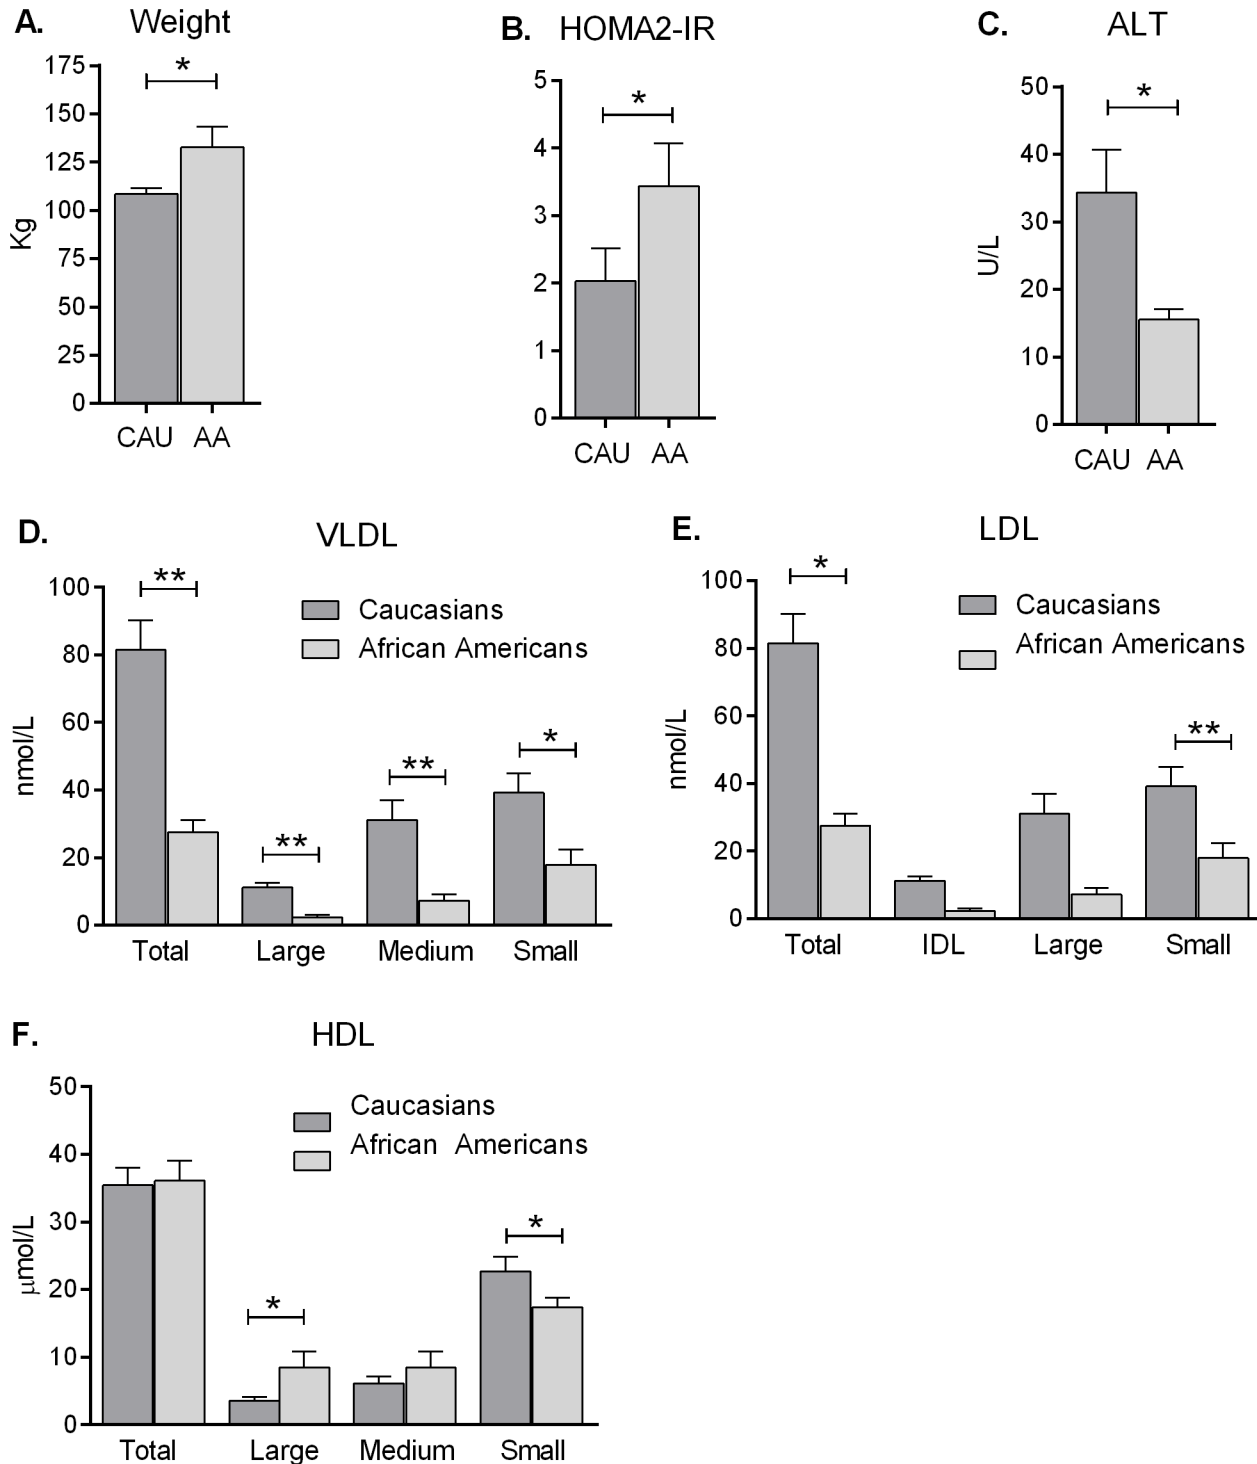 A. Weight
*
175
150
125
100
75
50
25
0
Kg
CAU AA
B. HOMA2-IR
*
5
4
3
2
1
0
CAU AA
C. ALT
*
50
40
30
20
10
0
U/L
CAU AA
D. VLDL
100
80
60
40
20
0
nmol/L
**
**
**
*
Caucasians
African Americans
Total Large Medium Small
E. LDL
100
80
60
40
20
0
nmol/L
*
**
Caucasians
African Americans
Total IDL Large Small
F. HDL
50
40
30
20
10
0
μmol/L
*
*
Caucasians
African Americans
Total Large Medium Small